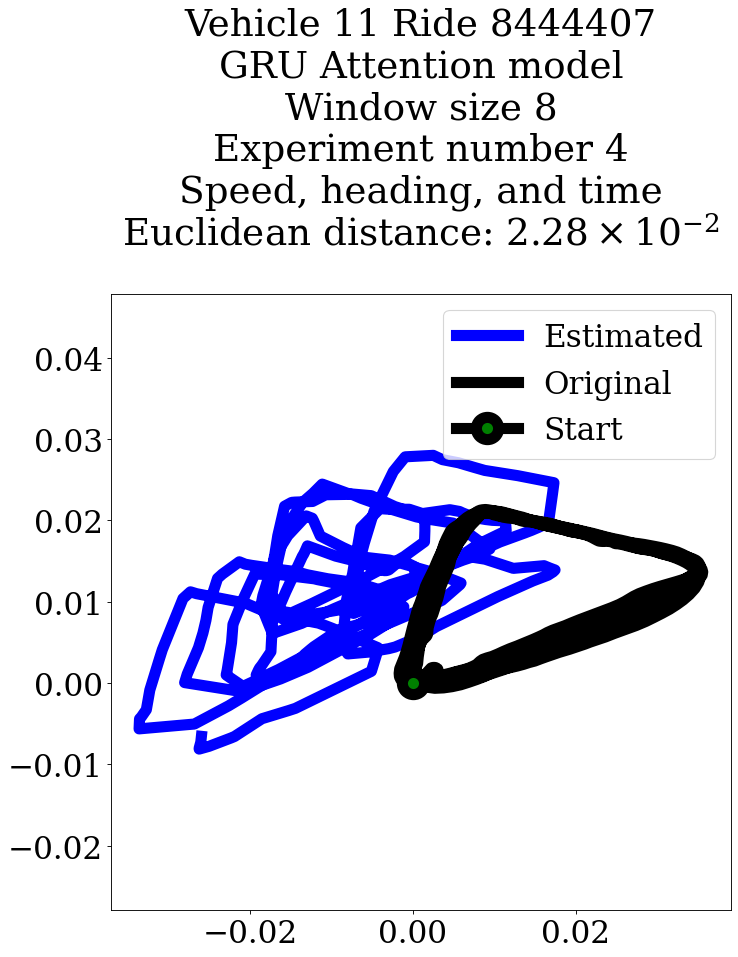 Vehicle 11 Ride 8444407
GRU Attention model
Window size 8
Experiment number 4
Speed, heading, and time
Euclidean distance: 2.28 × 10⁻²
Estimated
Original
Start
0.04
0.03
0.02
0.01
0.00
−0.01
−0.02
−0.02 0.00 0.02